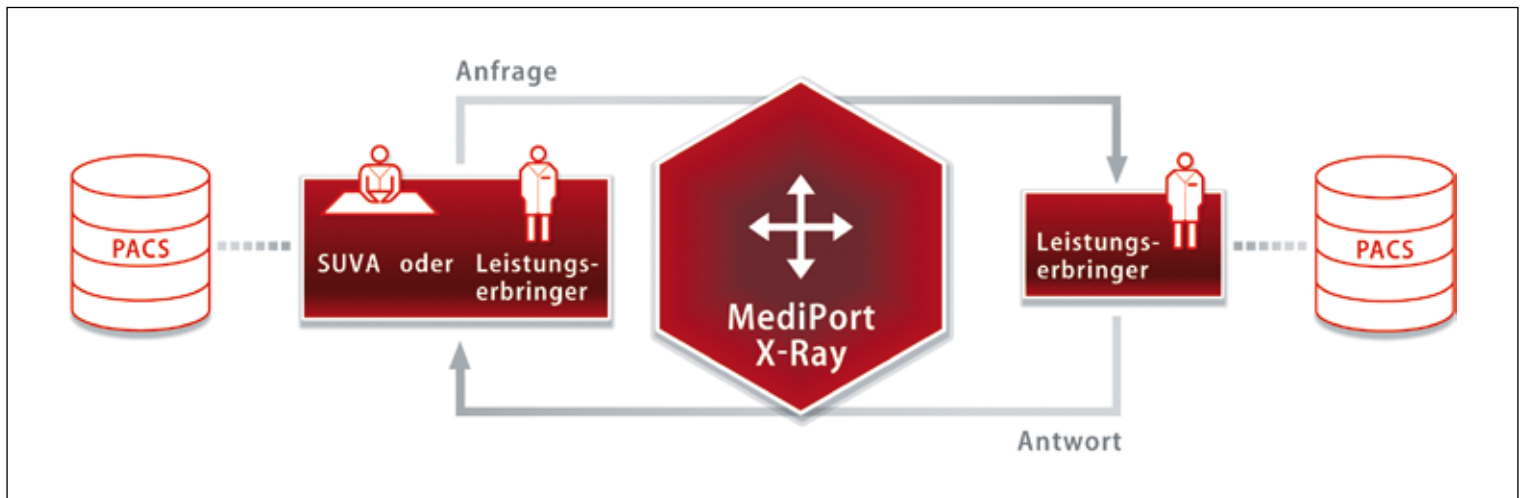 Anfrage
PACS
SUVA oder Leistungs-
erbringer
MediPort
X-Ray
Leistungs-
erbringer
PACS
Antwort